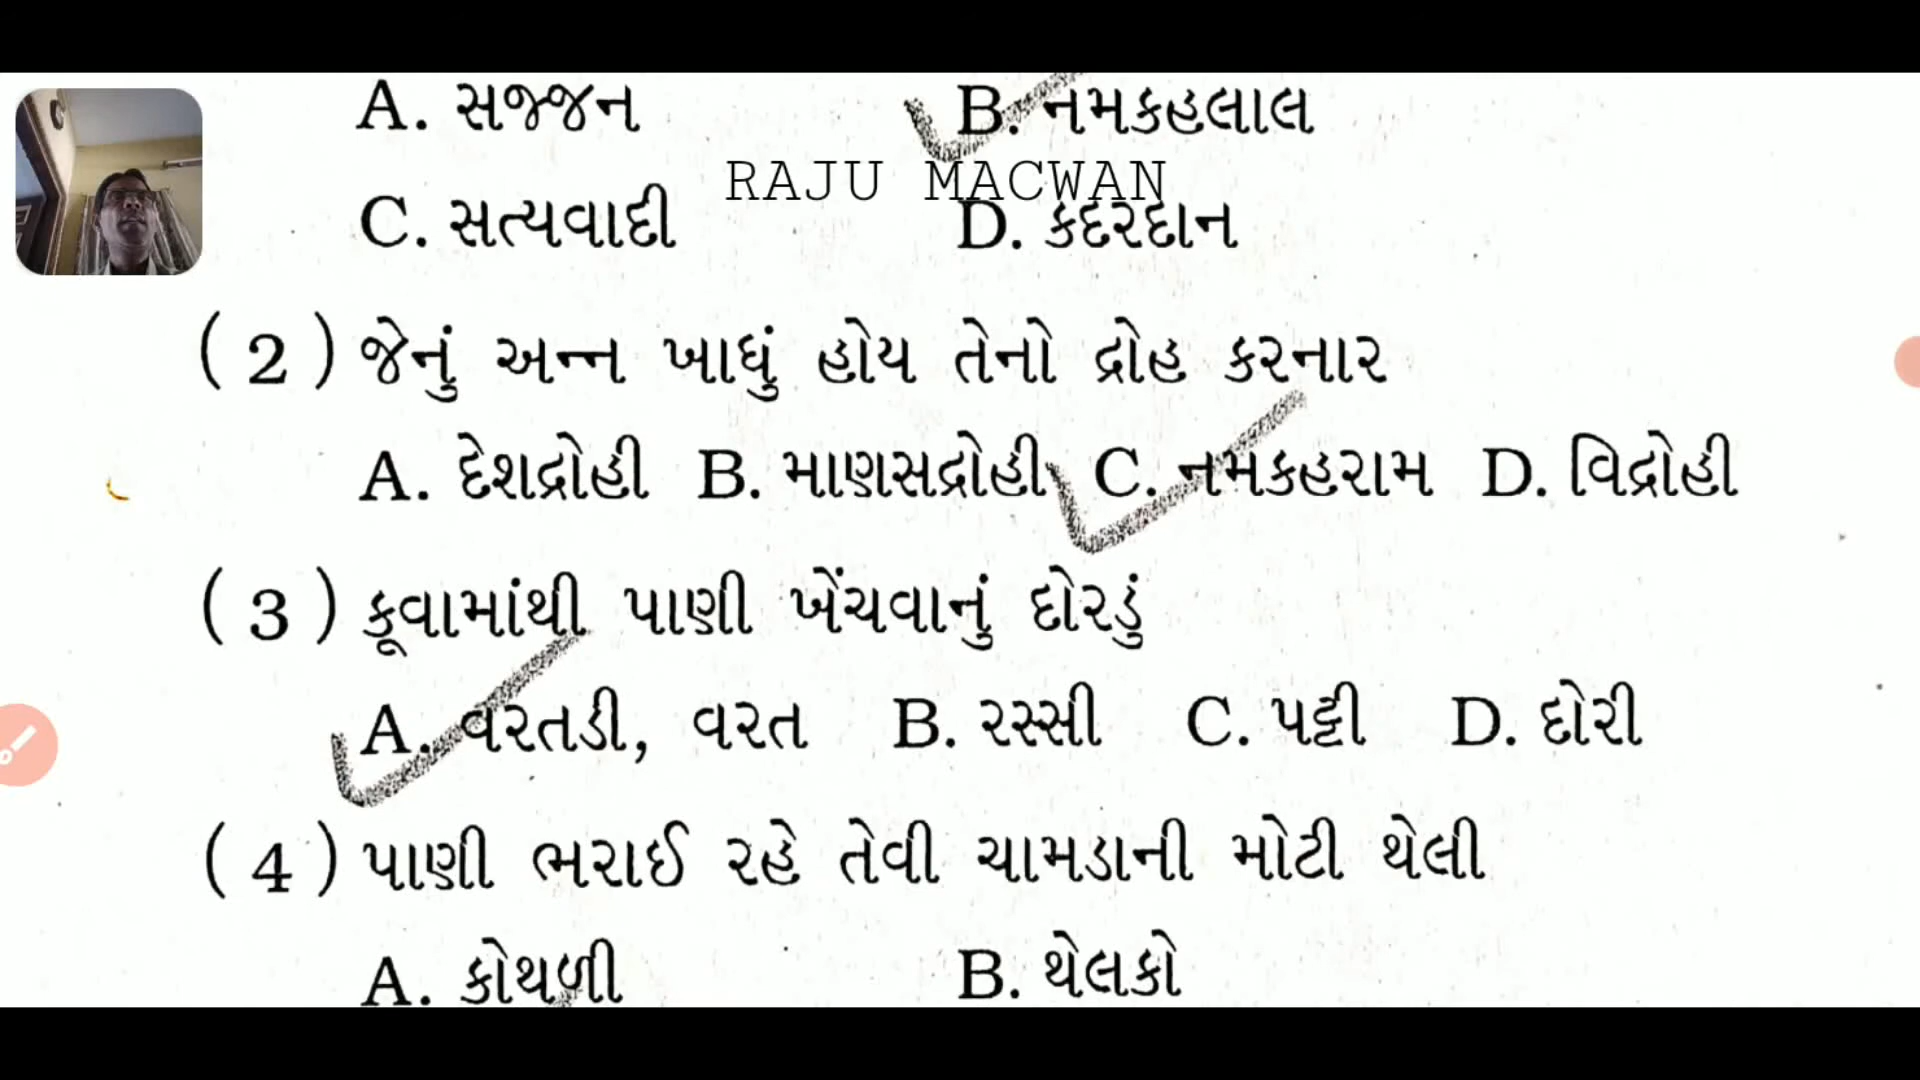 A. સજ્જન B. નમકહલાલ
RAJU MACWAN
C. સત્યવાદી D. કદરદાન
( 2 ) જેનું અન્ન ખાધું હોય તેનો દ્રોહ કરનાર
A. દેશદ્રોહી B. માણસદ્રોહી C. નમકહરામ D. વિદ્રોહી
( 3 ) કૂવામાંથી પાણી ખેંચવાનું દોરડું
A. વરતડી, વરત B. રસ્સી C. પટ્ટી D. દોરી
( 4 ) પાણી ભરાઈ રહે તેવી ચામડાની મોટી થેલી
A. કોથળી B. થેલકો